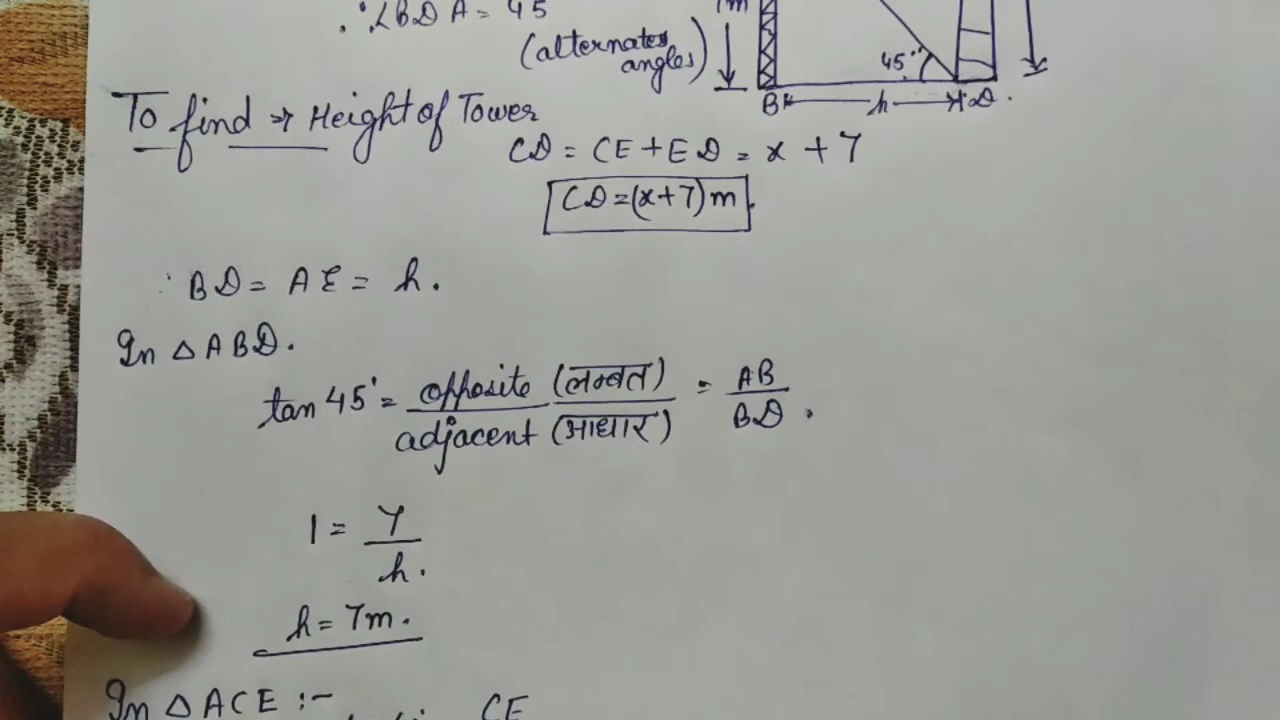 ∴ ∠BDA = 45
(alternates angles)
m
45°
B h D.
To find ⇒ Height of Tower
CD = CE + ED = x + 7
CD = (x+7) m.
∴ BD = AE = h.
In △ ABD.
tan 45° = opposite (लम्बत) / adjacent (आधार) = AB / BD.
1 = 7 / h.
h = 7m.
In △ ACE :-
CE